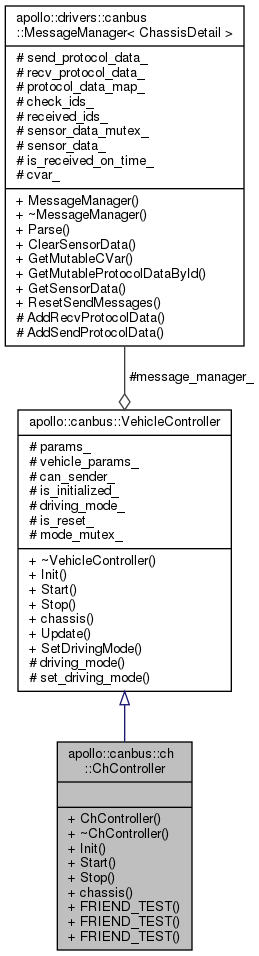 apollo::drivers::canbus
::MessageManager< ChassisDetail >
# send_protocol_data_
# recv_protocol_data_
# protocol_data_map_
# check_ids_
# received_ids_
# sensor_data_mutex_
# sensor_data_
# is_received_on_time_
# cvar_
+ MessageManager()
+ ~MessageManager()
+ Parse()
+ ClearSensorData()
+ GetMutableCVar()
+ GetMutableProtocolDataById()
+ GetSensorData()
+ ResetSendMessages()
# AddRecvProtocolData()
# AddSendProtocolData()
#message_manager_
apollo::canbus::VehicleController
# params_
# vehicle_params_
# can_sender_
# is_initialized_
# driving_mode_
# is_reset_
# mode_mutex_
+ ~VehicleController()
+ Init()
+ Start()
+ Stop()
+ chassis()
+ Update()
+ SetDrivingMode()
# driving_mode()
# set_driving_mode()
apollo::canbus::ch
::ChController
+ ChController()
+ ~ChController()
+ Init()
+ Start()
+ Stop()
+ chassis()
+ FRIEND_TEST()
+ FRIEND_TEST()
+ FRIEND_TEST()